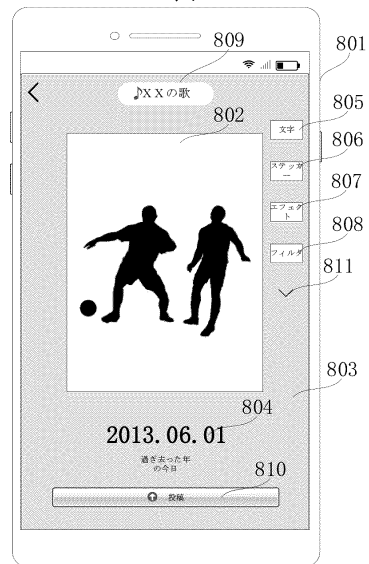 809
801
♪XXの歌
802
805
文字
806
ステッカ
ー
807
エフェク
ト
808
フィルタ
811
803
804
2013.06.01
過ぎ去った年
の今日
810
投稿